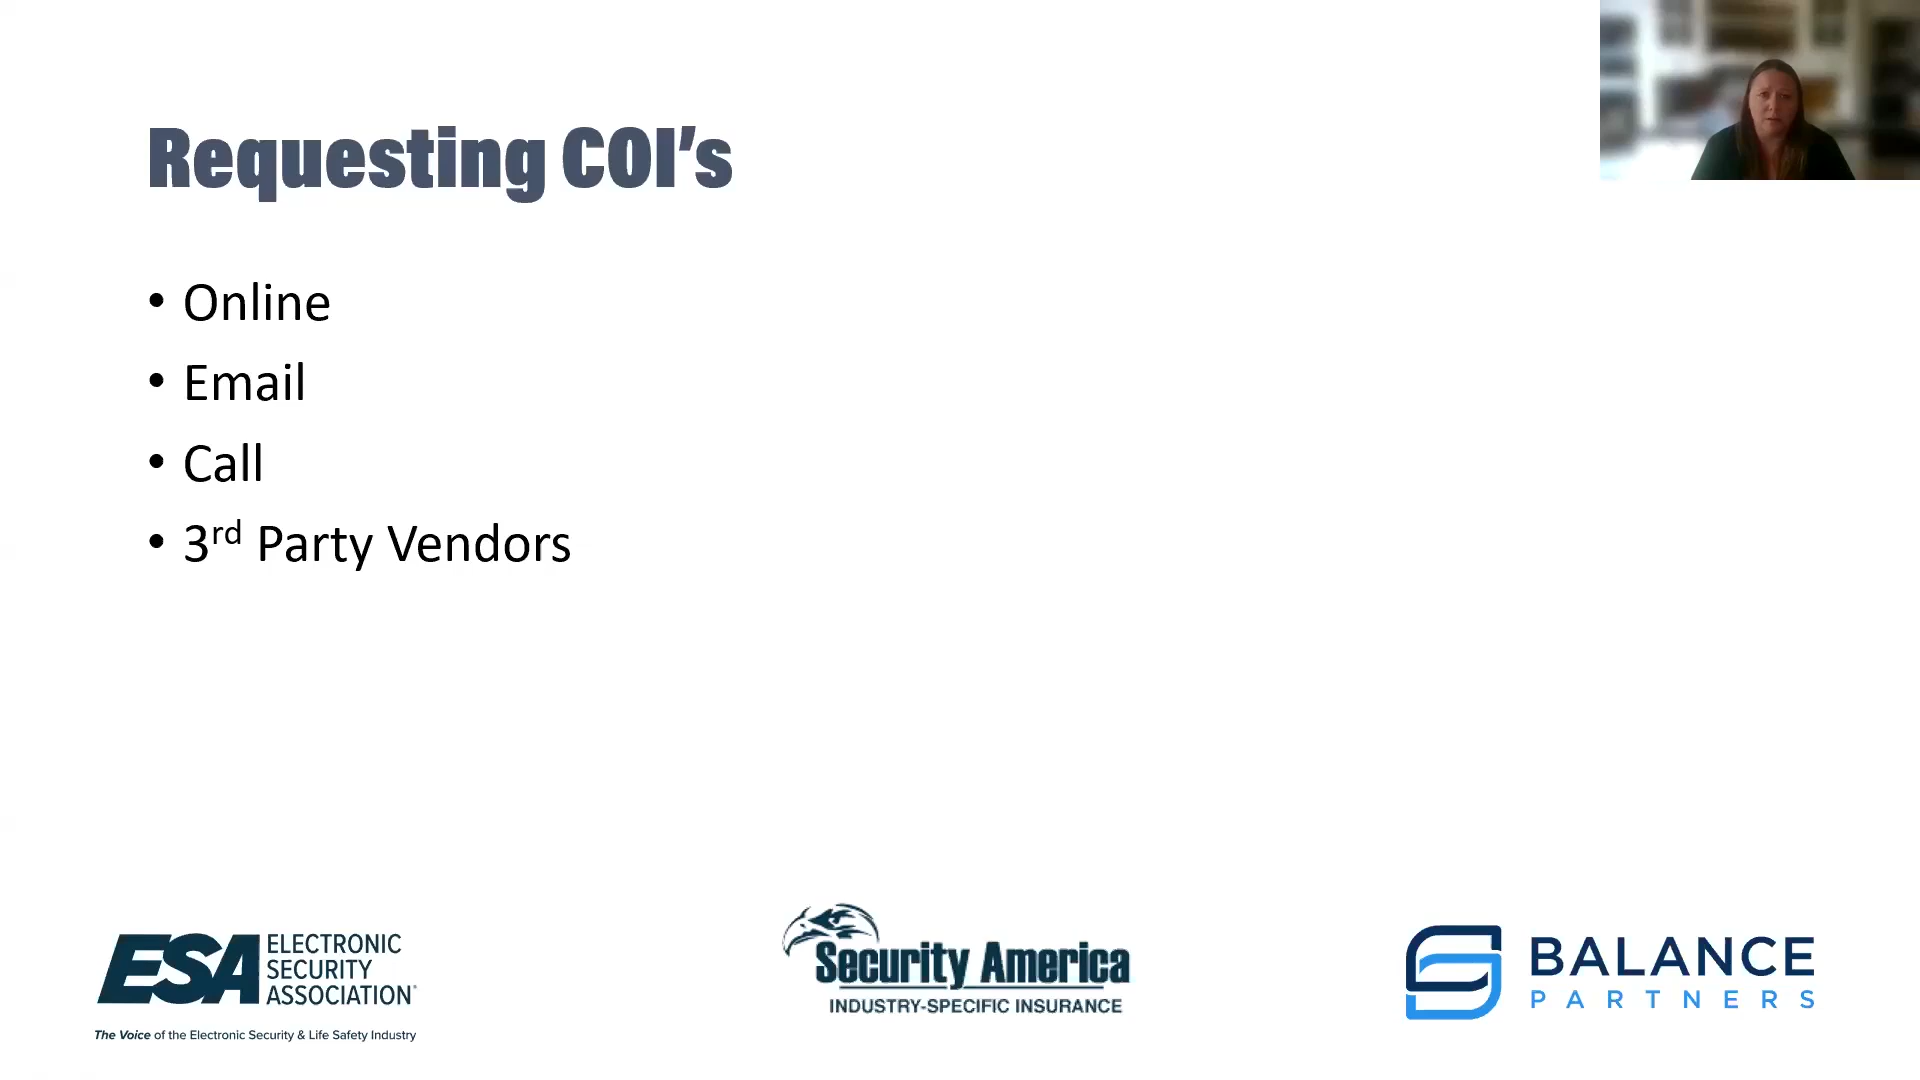 Requesting COI’s
• Online
• Email
• Call
• 3rd Party Vendors
ESA ELECTRONIC
SECURITY
ASSOCIATION
The Voice of the Electronic Security & Life Safety Industry
Security America
INDUSTRY-SPECIFIC INSURANCE
BALANCE
PARTNERS